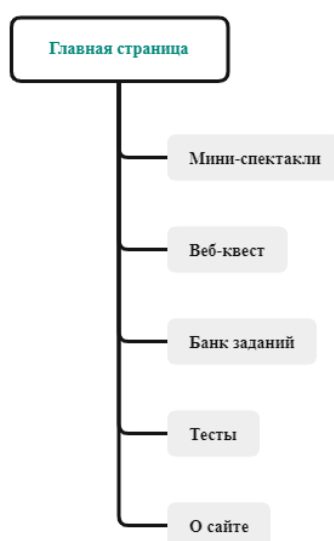 Главная страница
Мини-спектакли
Веб-квест
Банк заданий
Тесты
О сайте